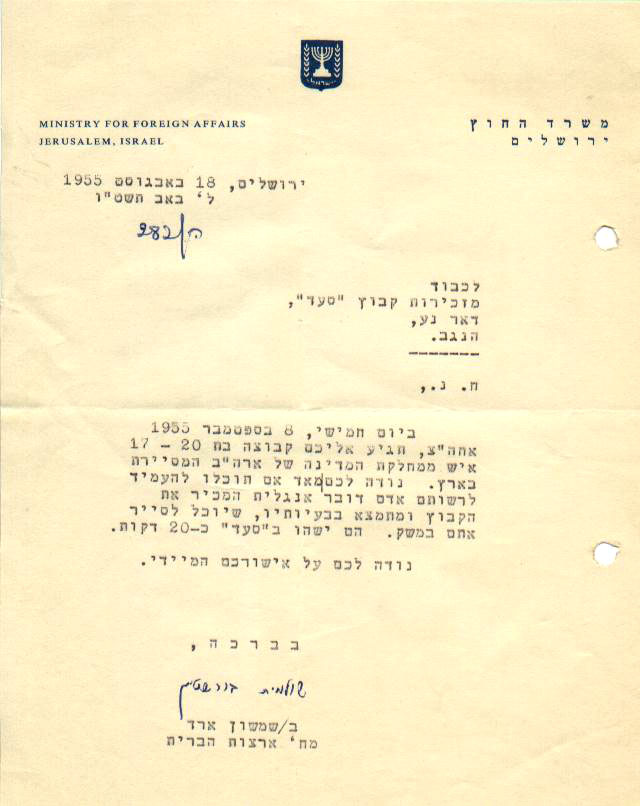 ישראל
MINISTRY FOR FOREIGN AFFAIRS
JERUSALEM, ISRAEL
משרד החוץ
ירושלים
ירושלים, 18 באבגוסט 1955
ל' באב תשט"ו
לכבוד
מזכירות קבוץ "סעד",
דאר נע,
הנגב.
-------
ח. נ.,
ביום חמישי, 8 בספטמבר 1955
אחה"צ, תגיע אליכם קבוצה בת 20 - 17
איש ממחלקת המדינה של ארה"ב המסיירת
בארץ. נודה לכם מאד אם תוכלו להעמיד
לרשותם אדם דובר אנגלית המכיר את
הקבוץ ומתמצא בבעיותיו, שיוכל לסייר
אתם במשק. הם ישהו ב"סעד" כ-20 דקות.
נודה לכם על אישורכם המיידי.
בברכה,
שולמית
ב/שמשון ארד
מח' ארצות הברית